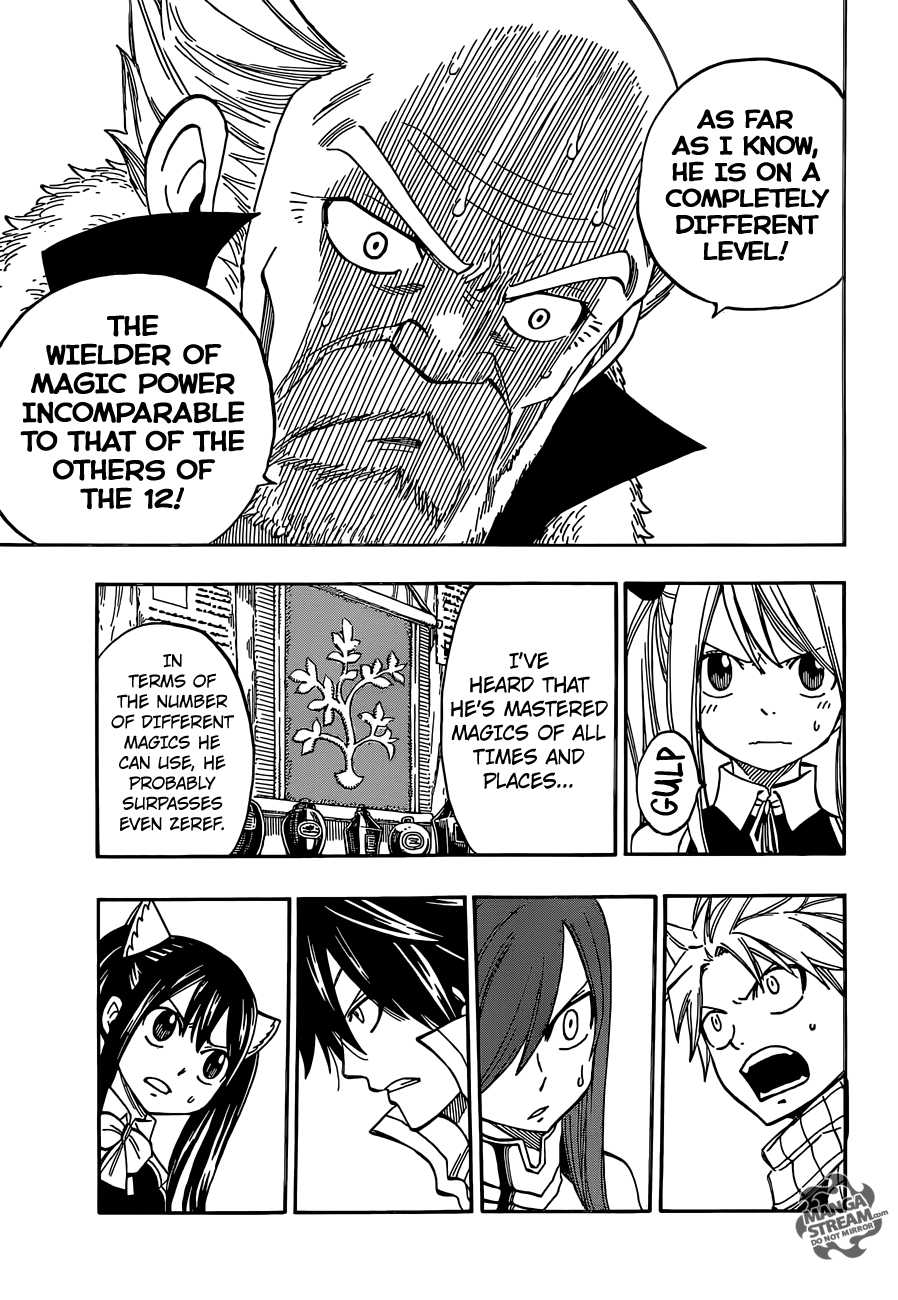 AS FAR
AS I KNOW,
HE IS ON A
COMPLETELY
DIFFERENT
LEVEL!
THE
WIELDER OF
MAGIC POWER
INCOMPARABLE
TO THAT OF THE
OTHERS OF
THE 12!
GULP
I'VE
HEARD THAT
HE'S MASTERED
MAGICS OF ALL
TIMES AND
PLACES...
IN
TERMS OF
THE NUMBER
OF DIFFERENT
MAGICS HE
CAN USE, HE
PROBABLY
SURPASSES
EVEN ZEREF.
MANGA
STREAM.com
DO NOT MIRROR